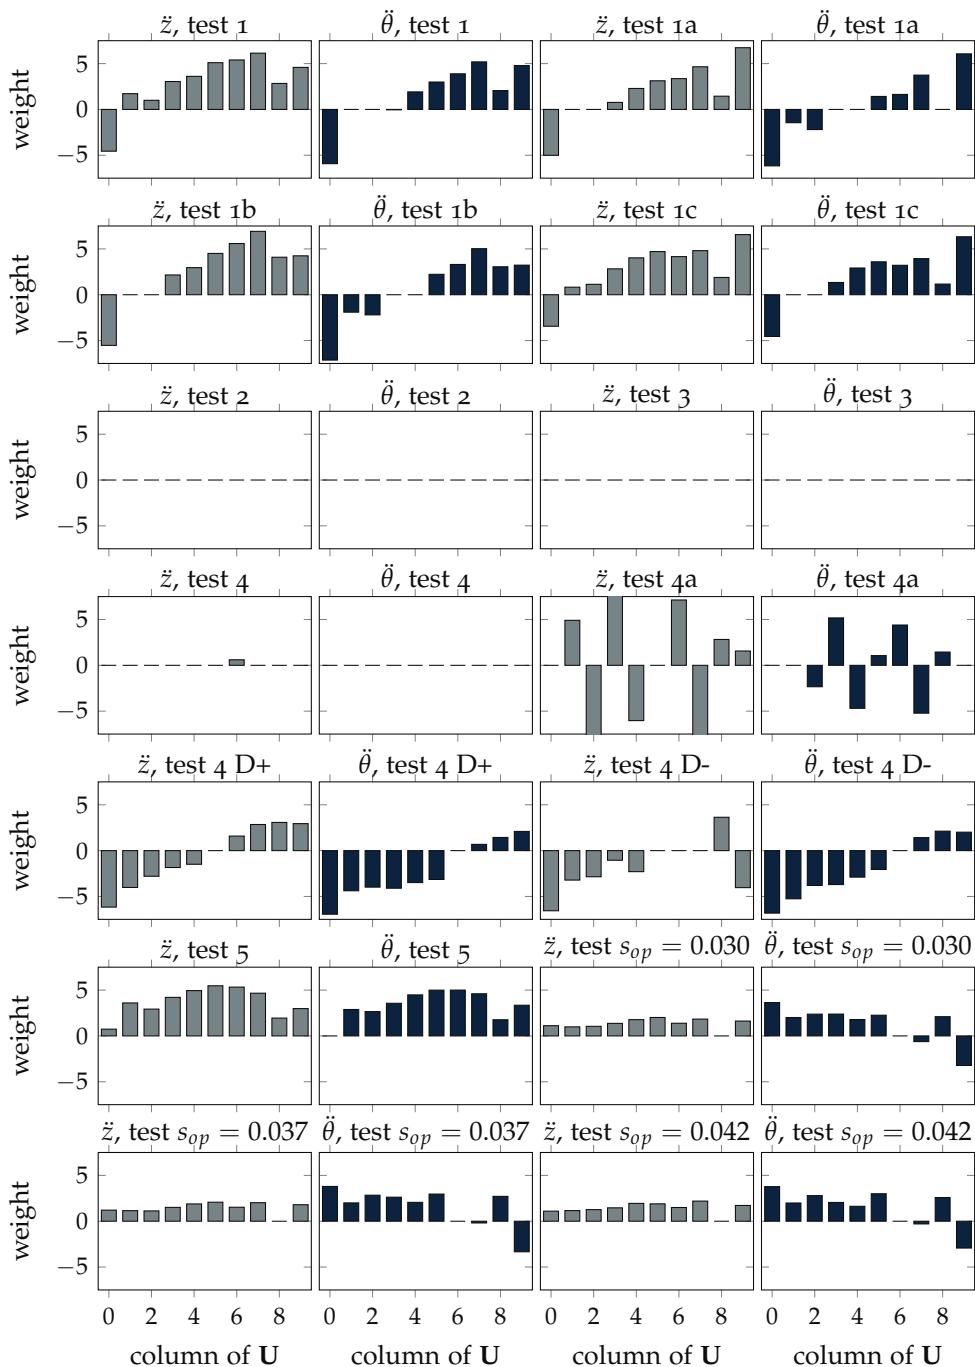 z̈, test 1 θ̈, test 1 z̈, test 1a θ̈, test 1a
weight 5 0 −5
z̈, test 1b θ̈, test 1b z̈, test 1c θ̈, test 1c
weight 5 0 −5
z̈, test 2 θ̈, test 2 z̈, test 3 θ̈, test 3
weight 5 0 −5
z̈, test 4 θ̈, test 4 z̈, test 4a θ̈, test 4a
weight 5 0 −5
z̈, test 4 D+ θ̈, test 4 D+ z̈, test 4 D- θ̈, test 4 D-
weight 5 0 −5
z̈, test 5 θ̈, test 5 z̈, test s_op = 0.030 θ̈, test s_op = 0.030
weight 5 0 −5
z̈, test s_op = 0.037 θ̈, test s_op = 0.037 z̈, test s_op = 0.042 θ̈, test s_op = 0.042
weight 5 0 −5
0 2 4 6 8 0 2 4 6 8 0 2 4 6 8 0 2 4 6 8
column of U column of U column of U column of U